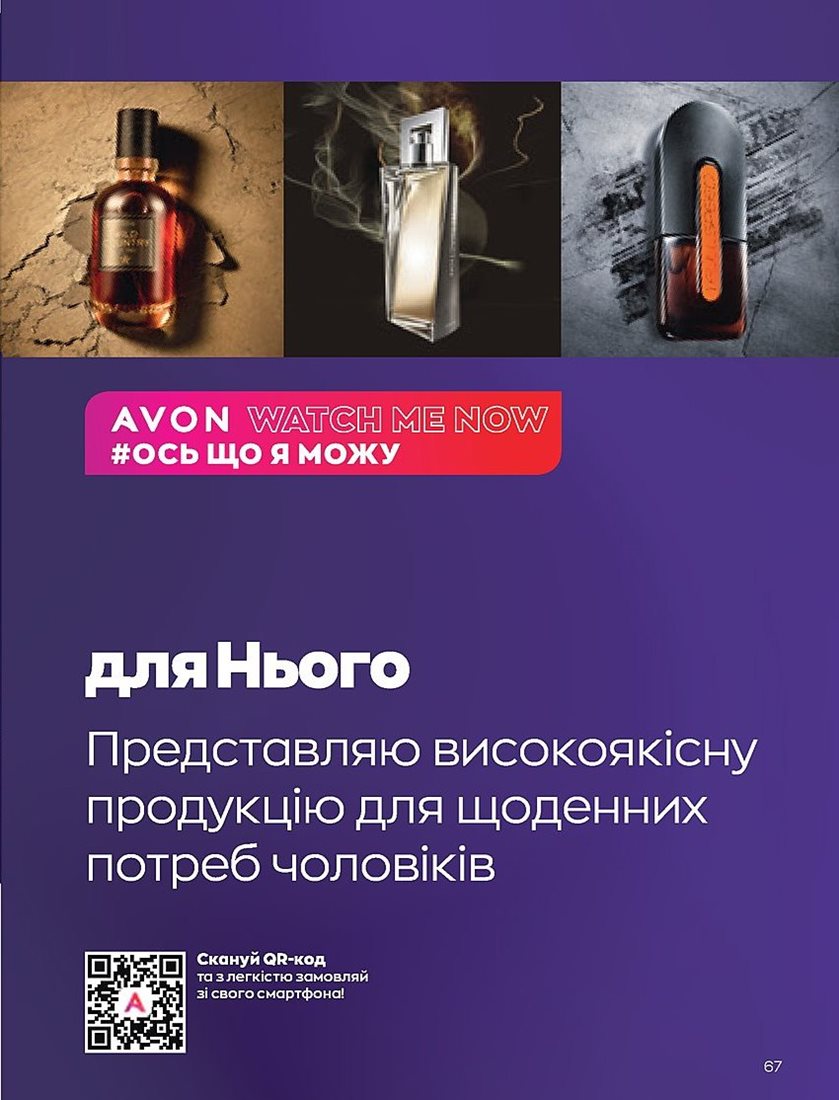 AVON WATCH ME NOW
#ОСЬ ЩО Я МОЖУ
для Нього
Представляю високоякісну
продукцію для щоденних
потреб чоловіків
Скануй QR-код
та з легкістю замовляй
зі свого смартфона!
A
67